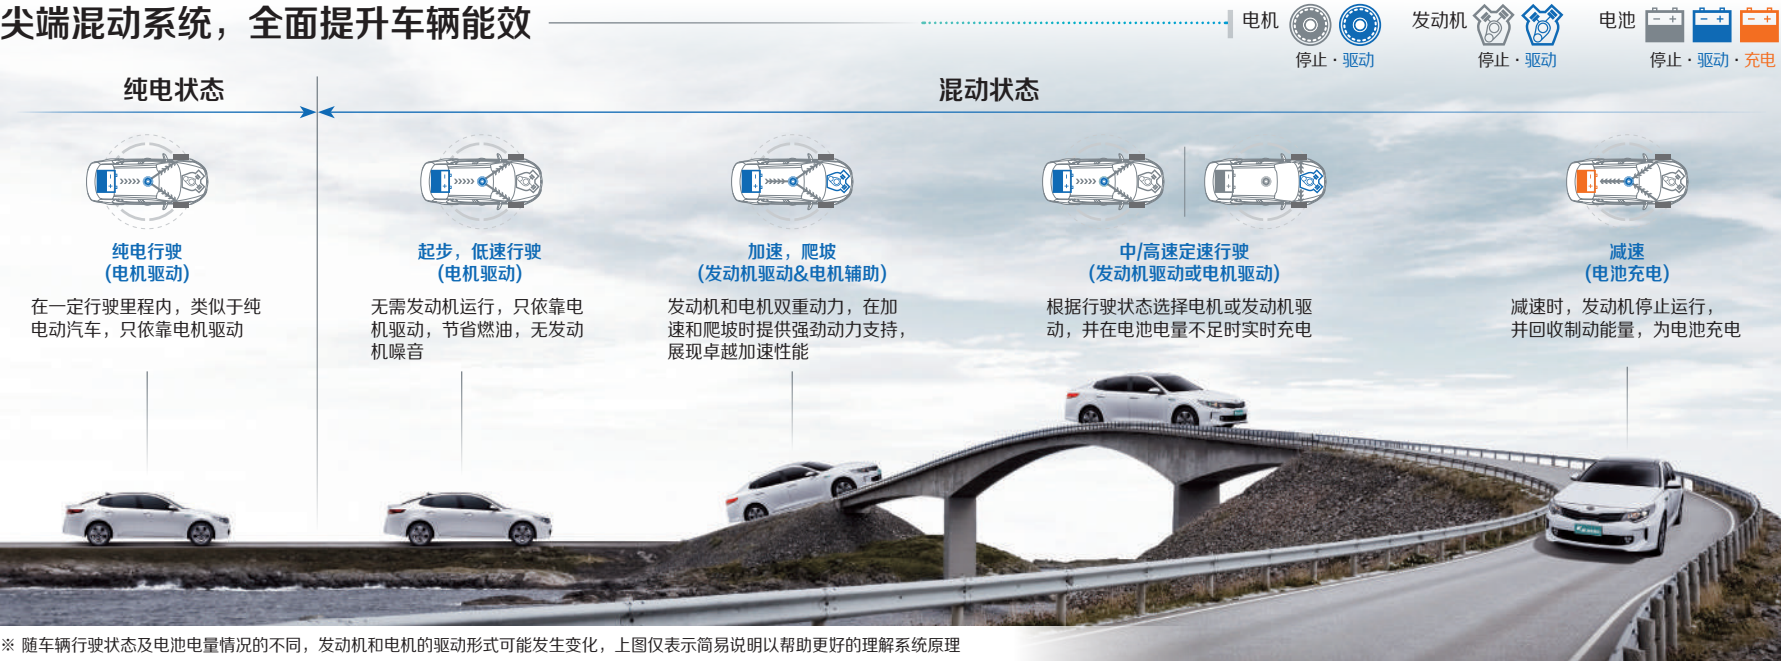 尖端混动系统，全面提升车辆能效
电机
停止·驱动
发动机
停止·驱动
电池
停止·驱动·充电
纯电状态
混动状态
纯电行驶
(电机驱动)
在一定行驶里程内，类似于纯
电动汽车，只依靠电机驱动
起步，低速行驶
(电机驱动)
无需发动机运行，只依靠电
机驱动，节省燃油，无发动
机噪音
加速，爬坡
(发动机驱动&电机辅助)
发动机和电机双重动力，在加
速和爬坡时提供强劲动力支持，
展现卓越加速性能
中/高速定速行驶
(发动机驱动或电机驱动)
根据行驶状态选择电机或发动机驱
动，并在电池电量不足时实时充电
减速
(电池充电)
减速时，发动机停止运行，
并回收制动能量，为电池充电
※ 随车辆行驶状态及电池电量情况的不同，发动机和电机的驱动形式可能发生变化，上图仅表示简易说明以帮助更好的理解系统原理